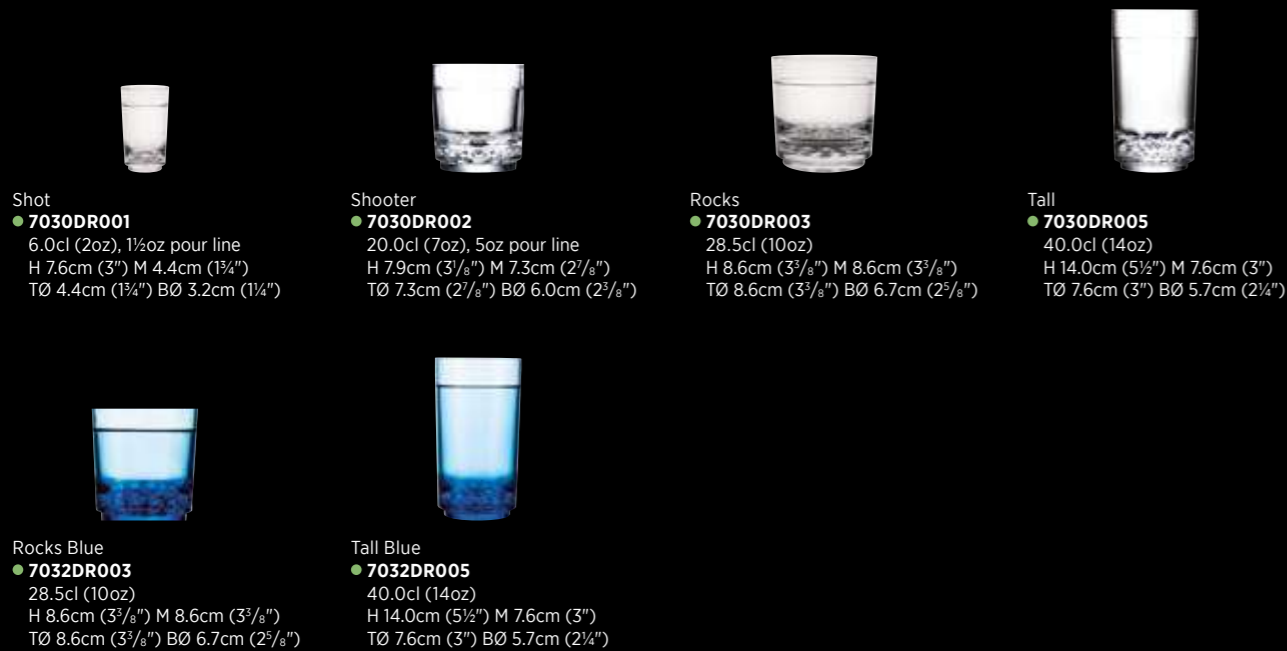 Shot
● 7030DR001
6.0cl (2oz), 1½oz pour line
H 7.6cm (3") M 4.4cm (1¾")
TØ 4.4cm (1¾") BØ 3.2cm (1¼")
Shooter
● 7030DR002
20.0cl (7oz), 5oz pour line
H 7.9cm (3⅛") M 7.3cm (2⅞")
TØ 7.3cm (2⅞") BØ 6.0cm (2⅜")
Rocks
● 7030DR003
28.5cl (10oz)
H 8.6cm (3⅜") M 8.6cm (3⅜")
TØ 8.6cm (3⅜") BØ 6.7cm (2⅝")
Tall
● 7030DR005
40.0cl (14oz)
H 14.0cm (5½") M 7.6cm (3")
TØ 7.6cm (3") BØ 5.7cm (2¼")
Rocks Blue
● 7032DR003
28.5cl (10oz)
H 8.6cm (3⅜") M 8.6cm (3⅜")
TØ 8.6cm (3⅜") BØ 6.7cm (2⅝")
Tall Blue
● 7032DR005
40.0cl (14oz)
H 14.0cm (5½") M 7.6cm (3")
TØ 7.6cm (3") BØ 5.7cm (2¼")